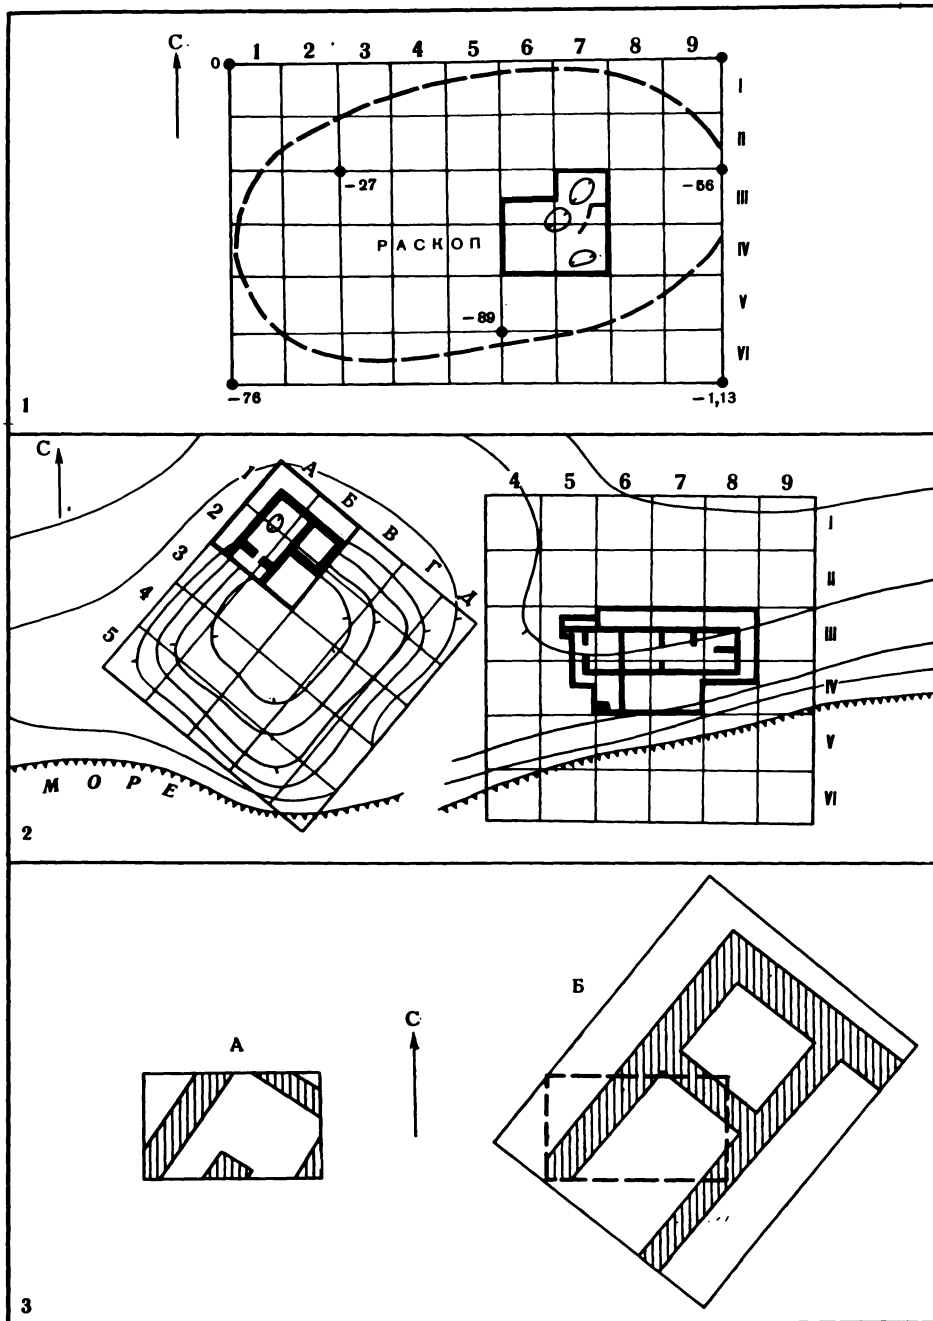 С
1 2 3 4 5 6 7 8 9
0
I
II
–27
–56
III
РАСКОП
IV
V
–89
VI
–76
–1,13
1
С
1 А
2 Б
3 В
4 Г
5 Д
4 5 6 7 8 9
I
II
III
IV
V
VI
МОРЕ
2
Б
С
А
3